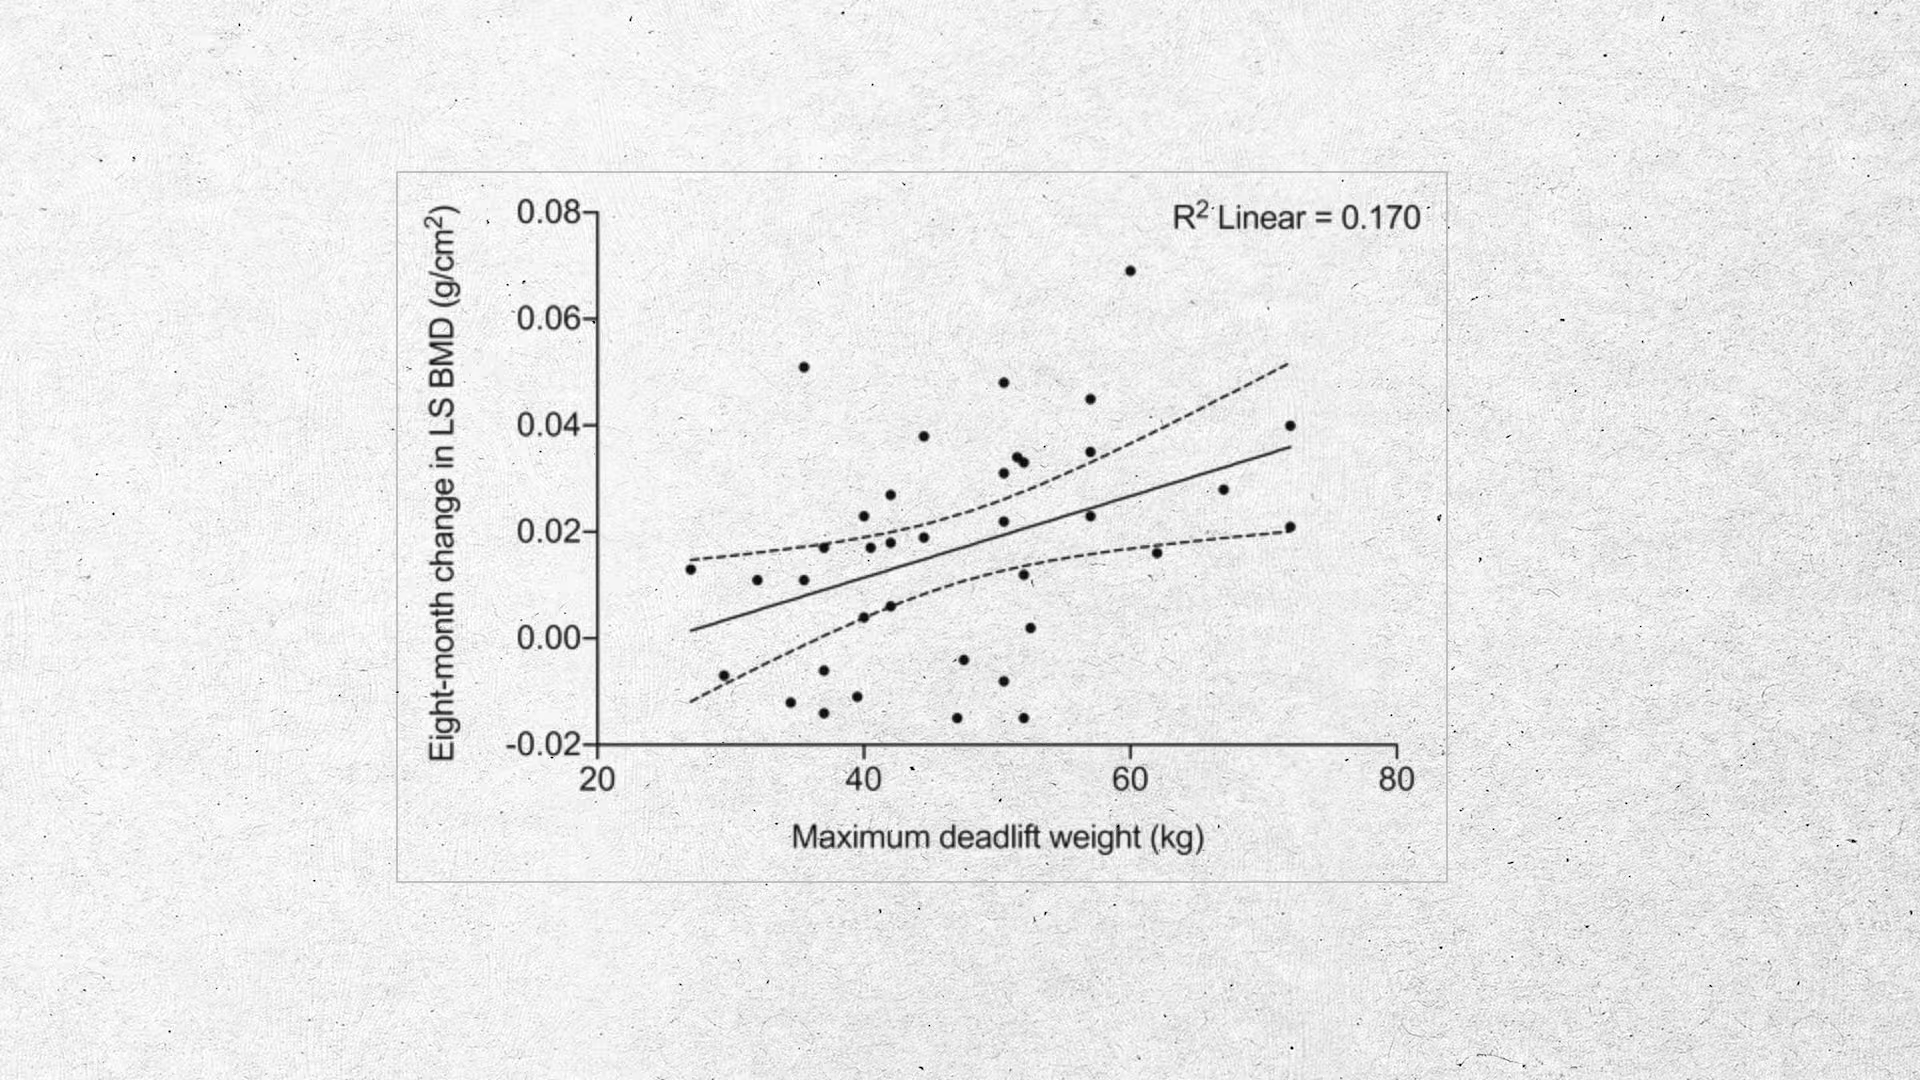 R² Linear = 0.170
Eight-month change in LS BMD (g/cm²)
0.08
0.06
0.04
0.02
0.00
-0.02
20 40 60 80
Maximum deadlift weight (kg)